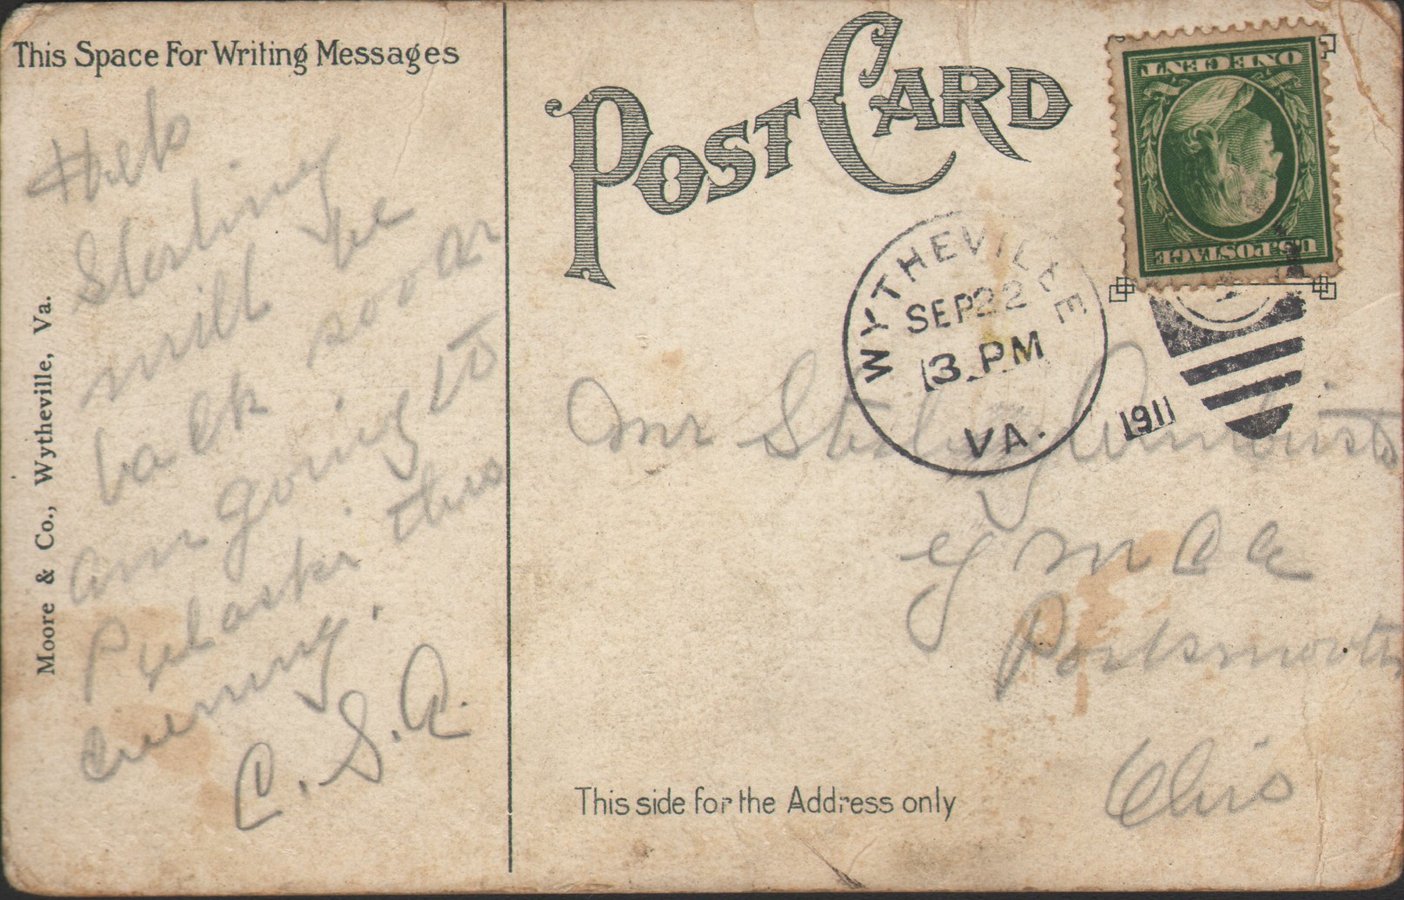 This Space For Writing Messages
POST CARD
ONE CENT
U.S. POSTAGE
WYTHEVILLE
SEP 22
3 PM
VA.
1911
Moore & Co., Wytheville, Va.
Sterling
will be
back soon
am going to
Pulaski this
evening.
C. S. A.
Mr
Y M C A
Portsmouth
Ohio
This side for the Address only